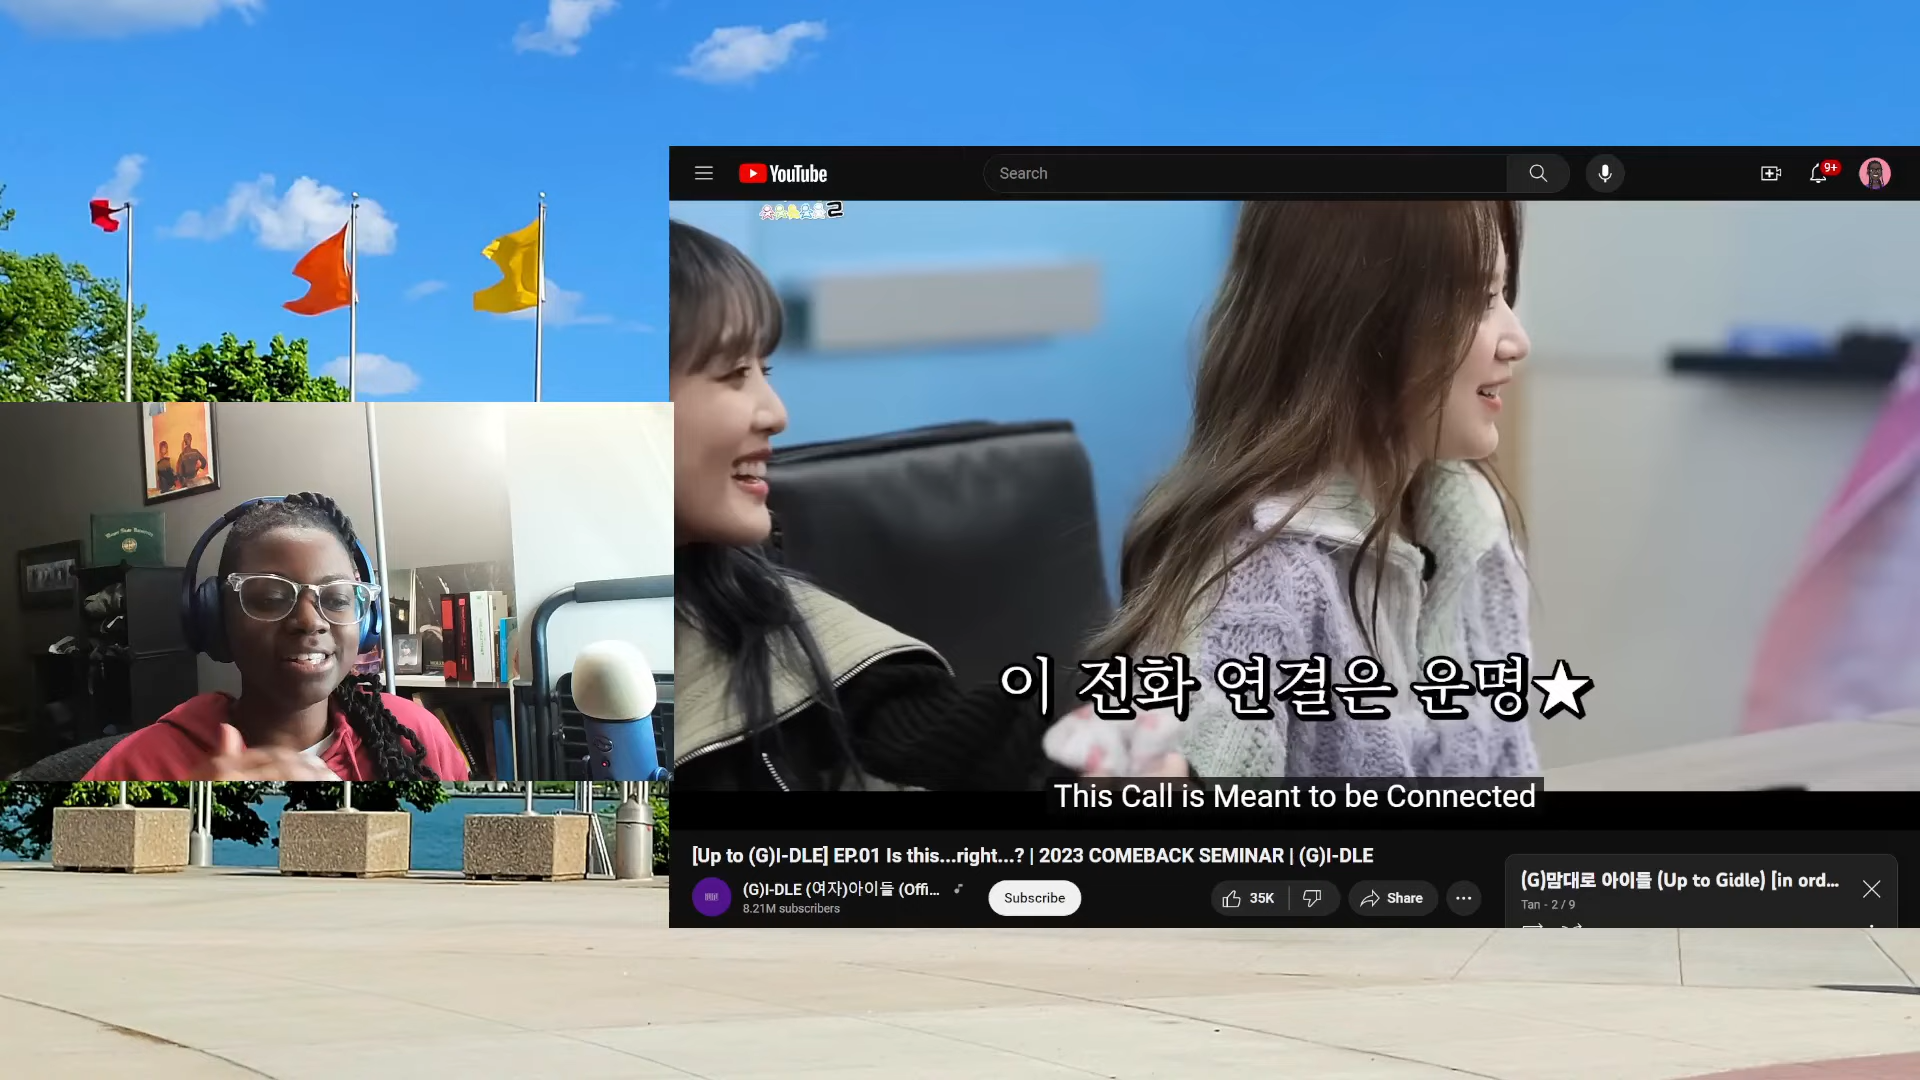 YouTube
Search
9+
2
이 전화 연결은 운명★
This Call is Meant to be Connected
[Up to (G)I-DLE] EP.01 Is this...right...? | 2023 COMEBACK SEMINAR | (G)I-DLE
(G)I-DLE (여자)아이들 (Offi...
8.21M subscribers
Subscribe
35K
Share
(G)맘대로 아이들 (Up to Gidle) [in ord...
Tan - 2 / 9